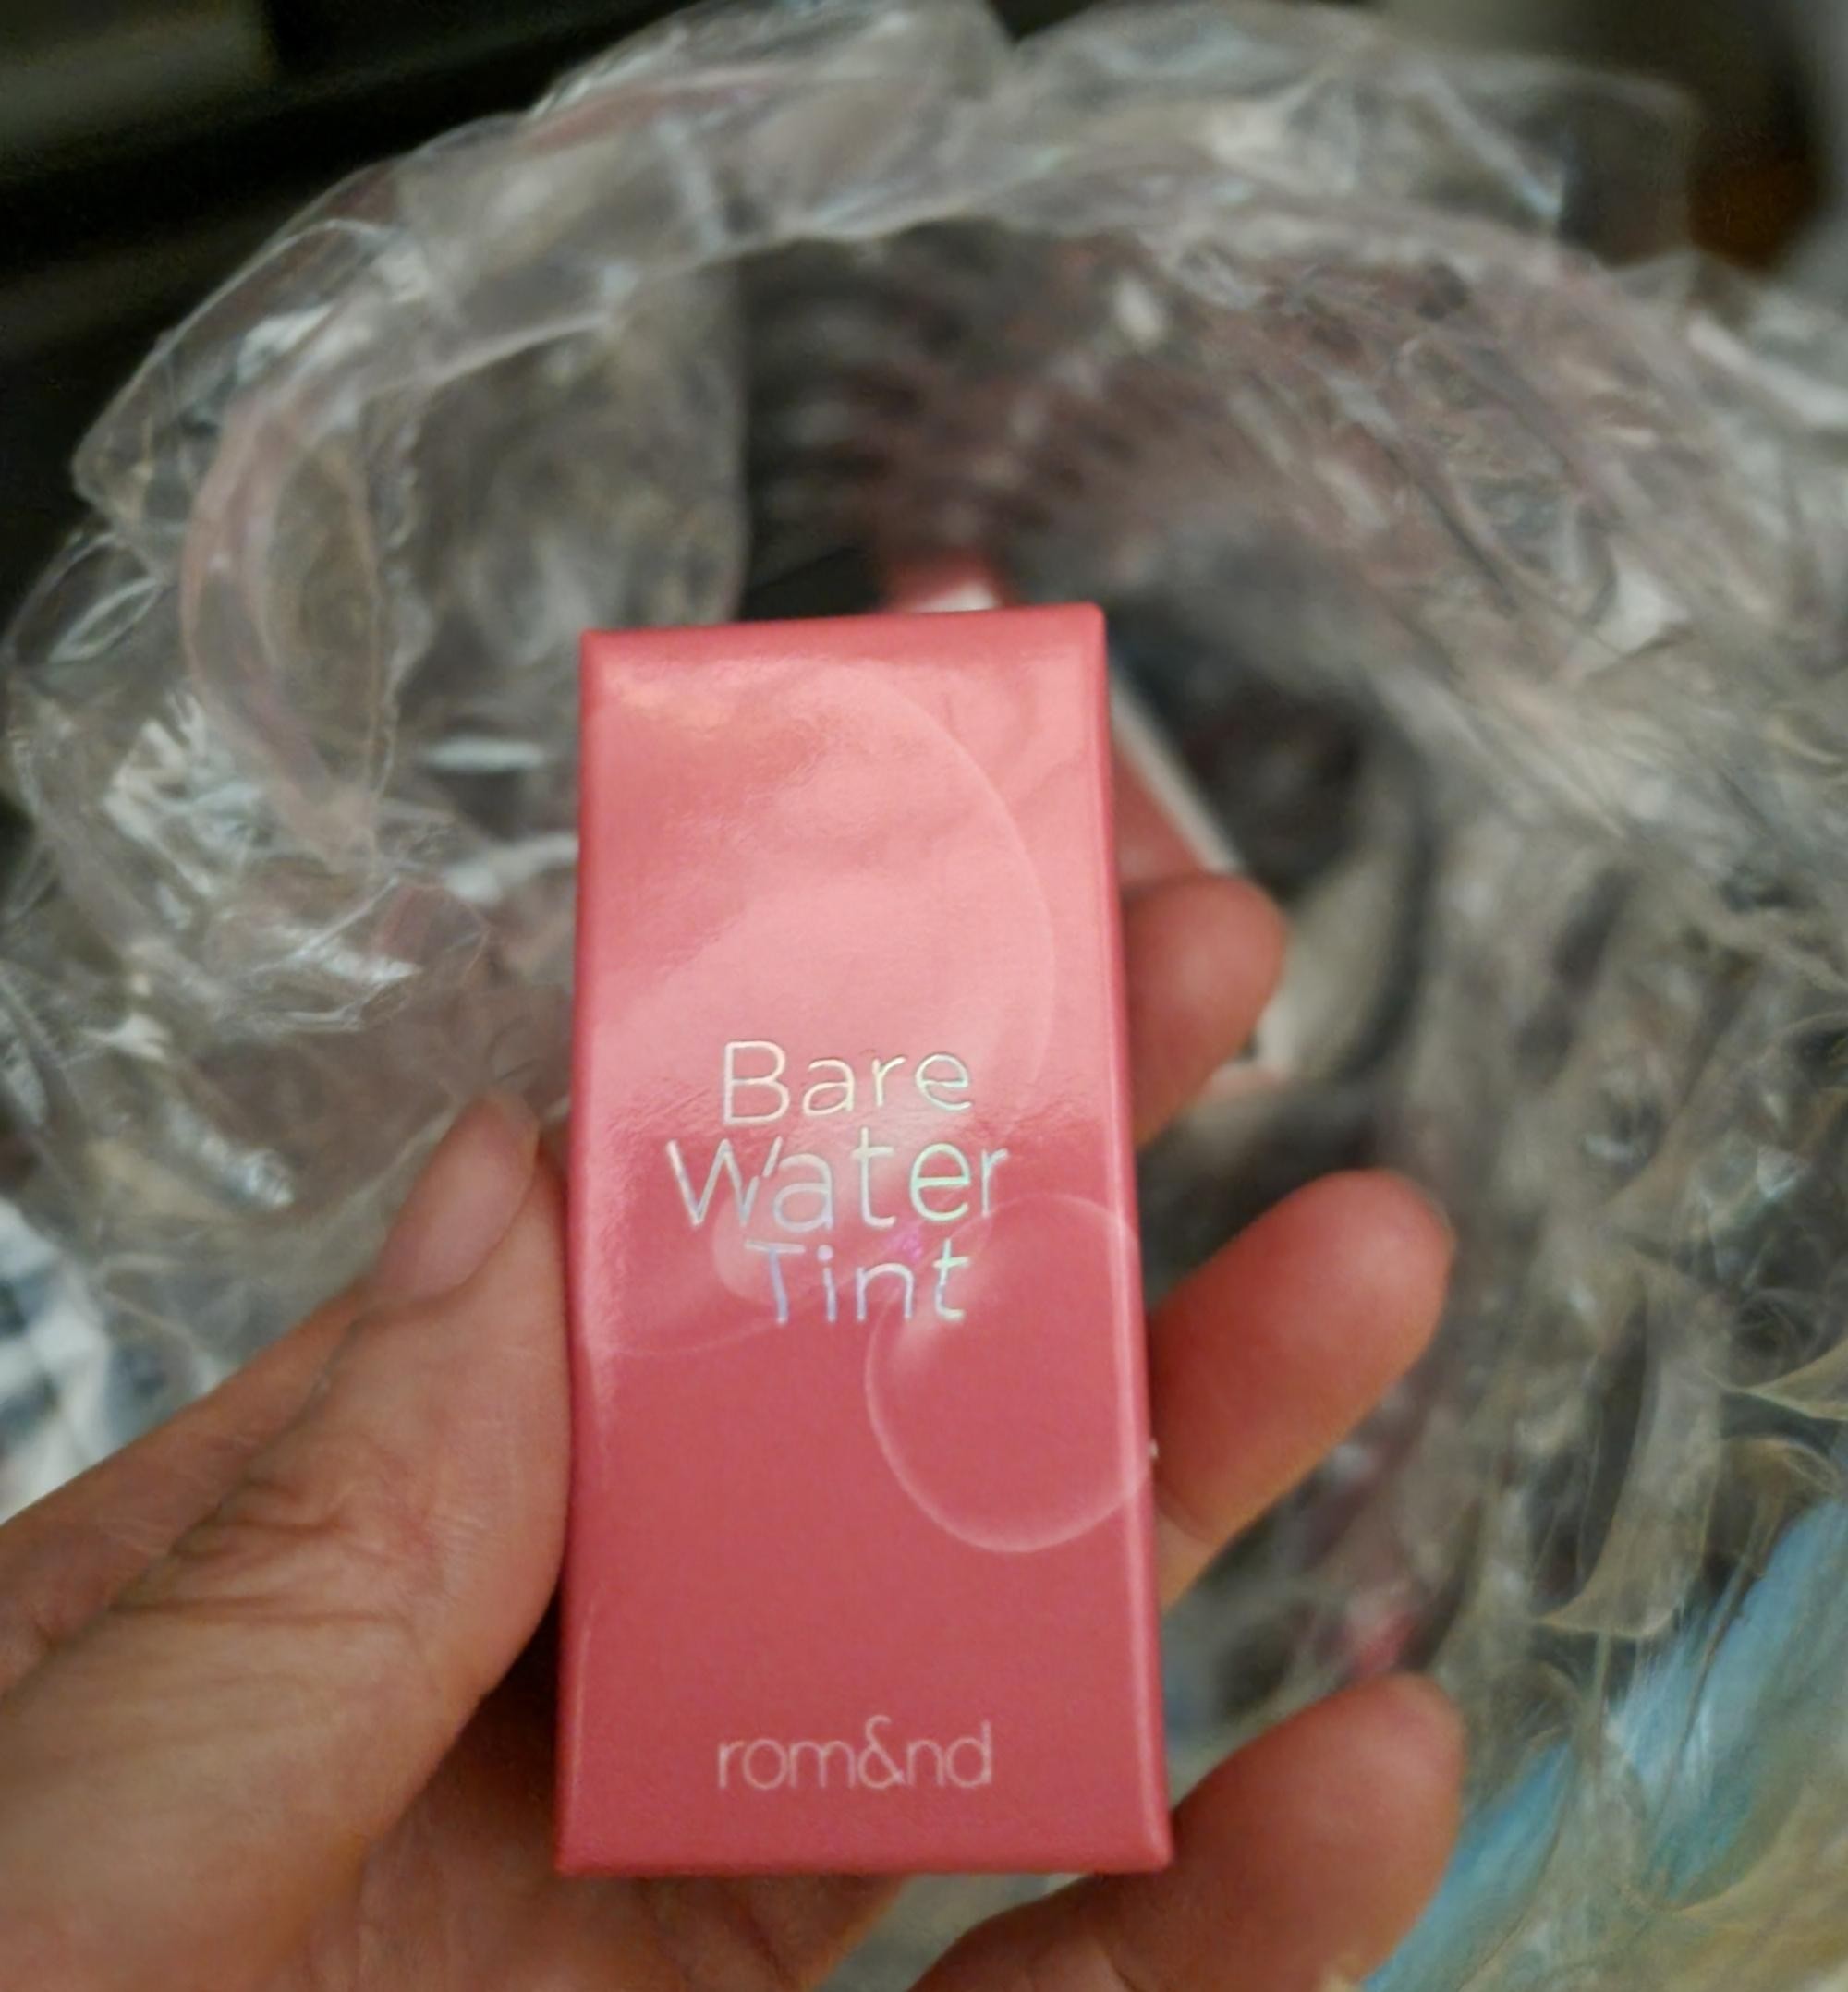 Bare
Water
Tint
rom&nd